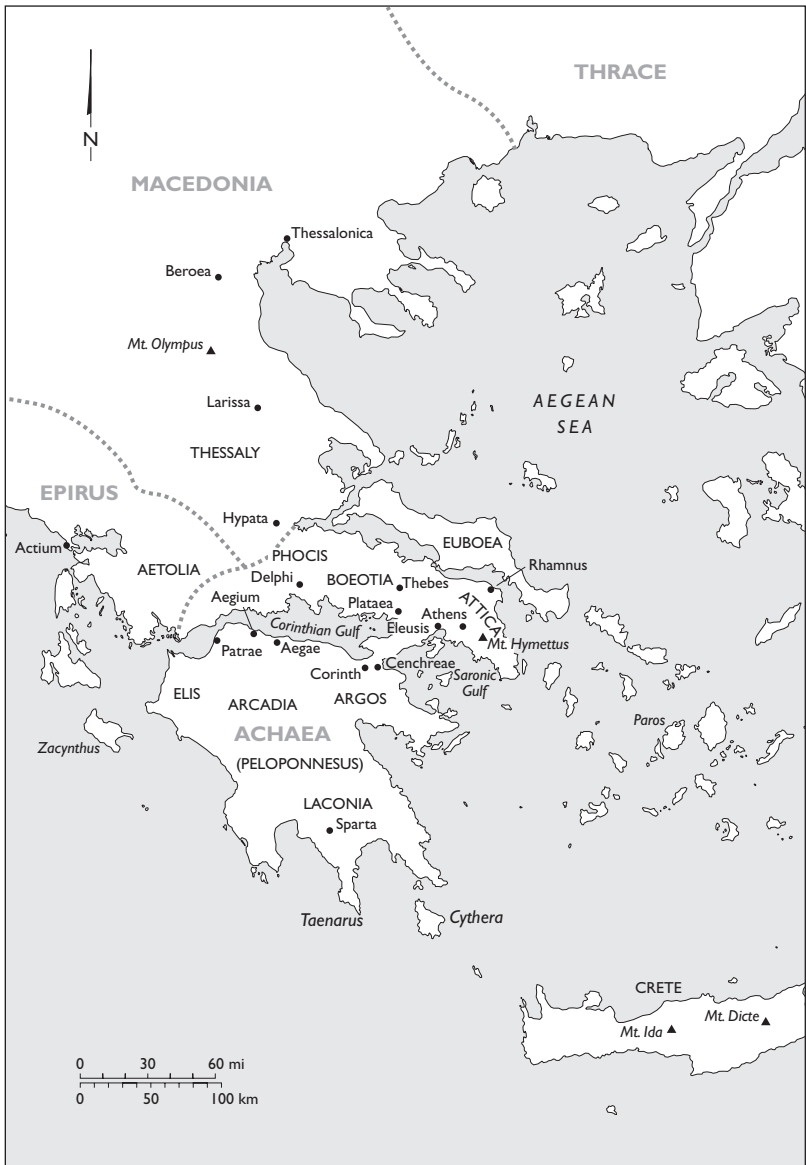 THRACE
N
MACEDONIA
Thessalonica
Beroea
Mt. Olympus
AEGEAN
SEA
Larissa
THESSALY
EPIRUS
Hypata
Actium
PHOCIS
EUBOEA
AETOLIA
Delphi
BOEOTIA
Thebes
Rhamnus
Aegium
Plataea
ATTICA
Athens
Corinthian Gulf
Eleusis
Mt. Hymettus
Patrae
Aegae
Cenchreae
Corinth
Saronic
Gulf
ELIS
ARCADIA
ARGOS
Paros
ACHAEA
Zacynthus
(PELOPONNESUS)
LACONIA
Sparta
Taenarus
Cythera
CRETE
Mt. Dicte
Mt. Ida
0 30 60 mi
0 50 100 km